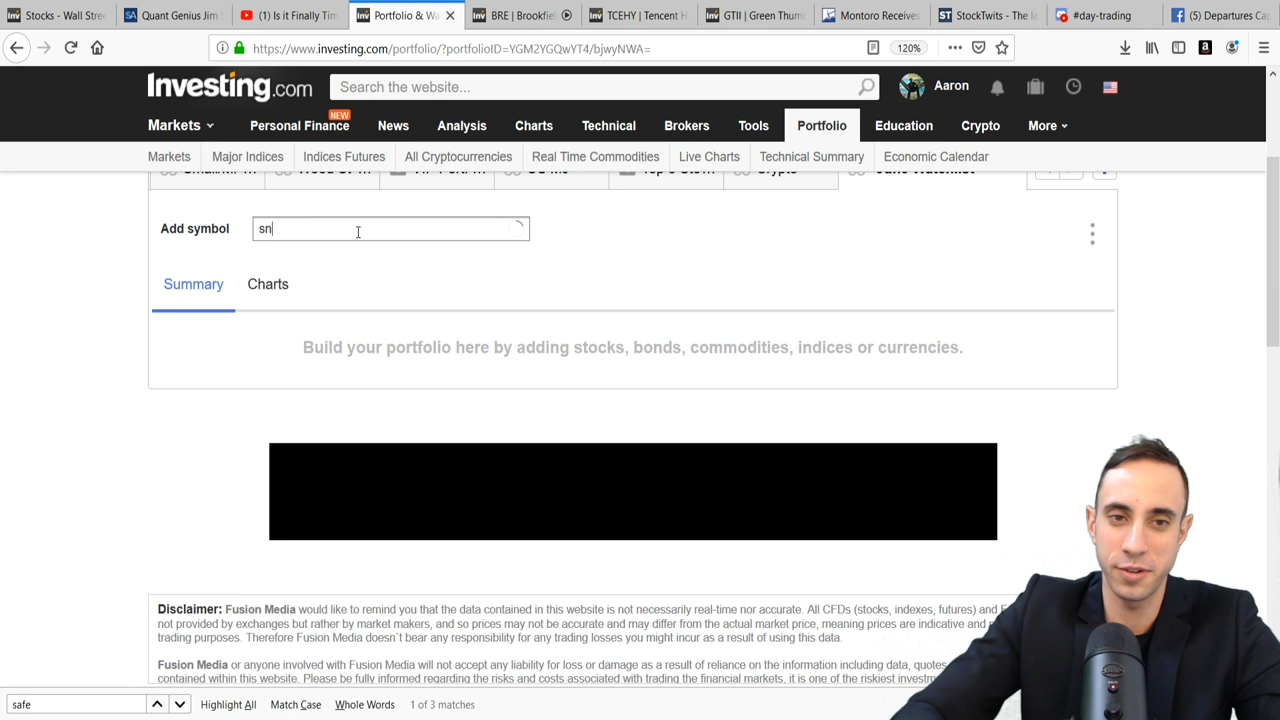 Stocks - Wall Stree
Quant Genius Jim S
(1) Is it Finally Tim
Portfolio & Wa
BRE | Brookfiel
TCEHY | Tencent H
GTII | Green Thum
Montoro Receives
StockTwits - The la
#day-trading
(5) Departures Ca
https://www.investing.com/portfolio/?portfolioID=YGM2YGQwYT4/bjwyNWA=
120%
Investing.com
Search the website...
Aaron
NEW
Markets
Personal Finance
News
Analysis
Charts
Technical
Brokers
Tools
Portfolio
Education
Crypto
More
Markets
Major Indices
Indices Futures
All Cryptocurrencies
Real Time Commodities
Live Charts
Technical Summary
Economic Calendar
Add symbol
sn
Summary
Charts
Build your portfolio here by adding stocks, bonds, commodities, indices or currencies.
Disclaimer: Fusion Media would like to remind you that the data contained in this website is not necessarily real-time nor accurate. All CFDs (stocks, indexes, futures) and
not provided by exchanges but rather by market makers, and so prices may not be accurate and may differ from the actual market price, meaning prices are indicative and
trading purposes. Therefore Fusion Media doesn`t bear any responsibility for any trading losses you might incur as a result of using this data.
Fusion Media or anyone involved with Fusion Media will not accept any liability for loss or damage as a result of reliance on the information including data, quotes,
contained within this website. Please be fully informed regarding the risks and costs associated with trading the financial markets, it is one of the riskiest
safe
Highlight All
Match Case
Whole Words
1 of 3 matches